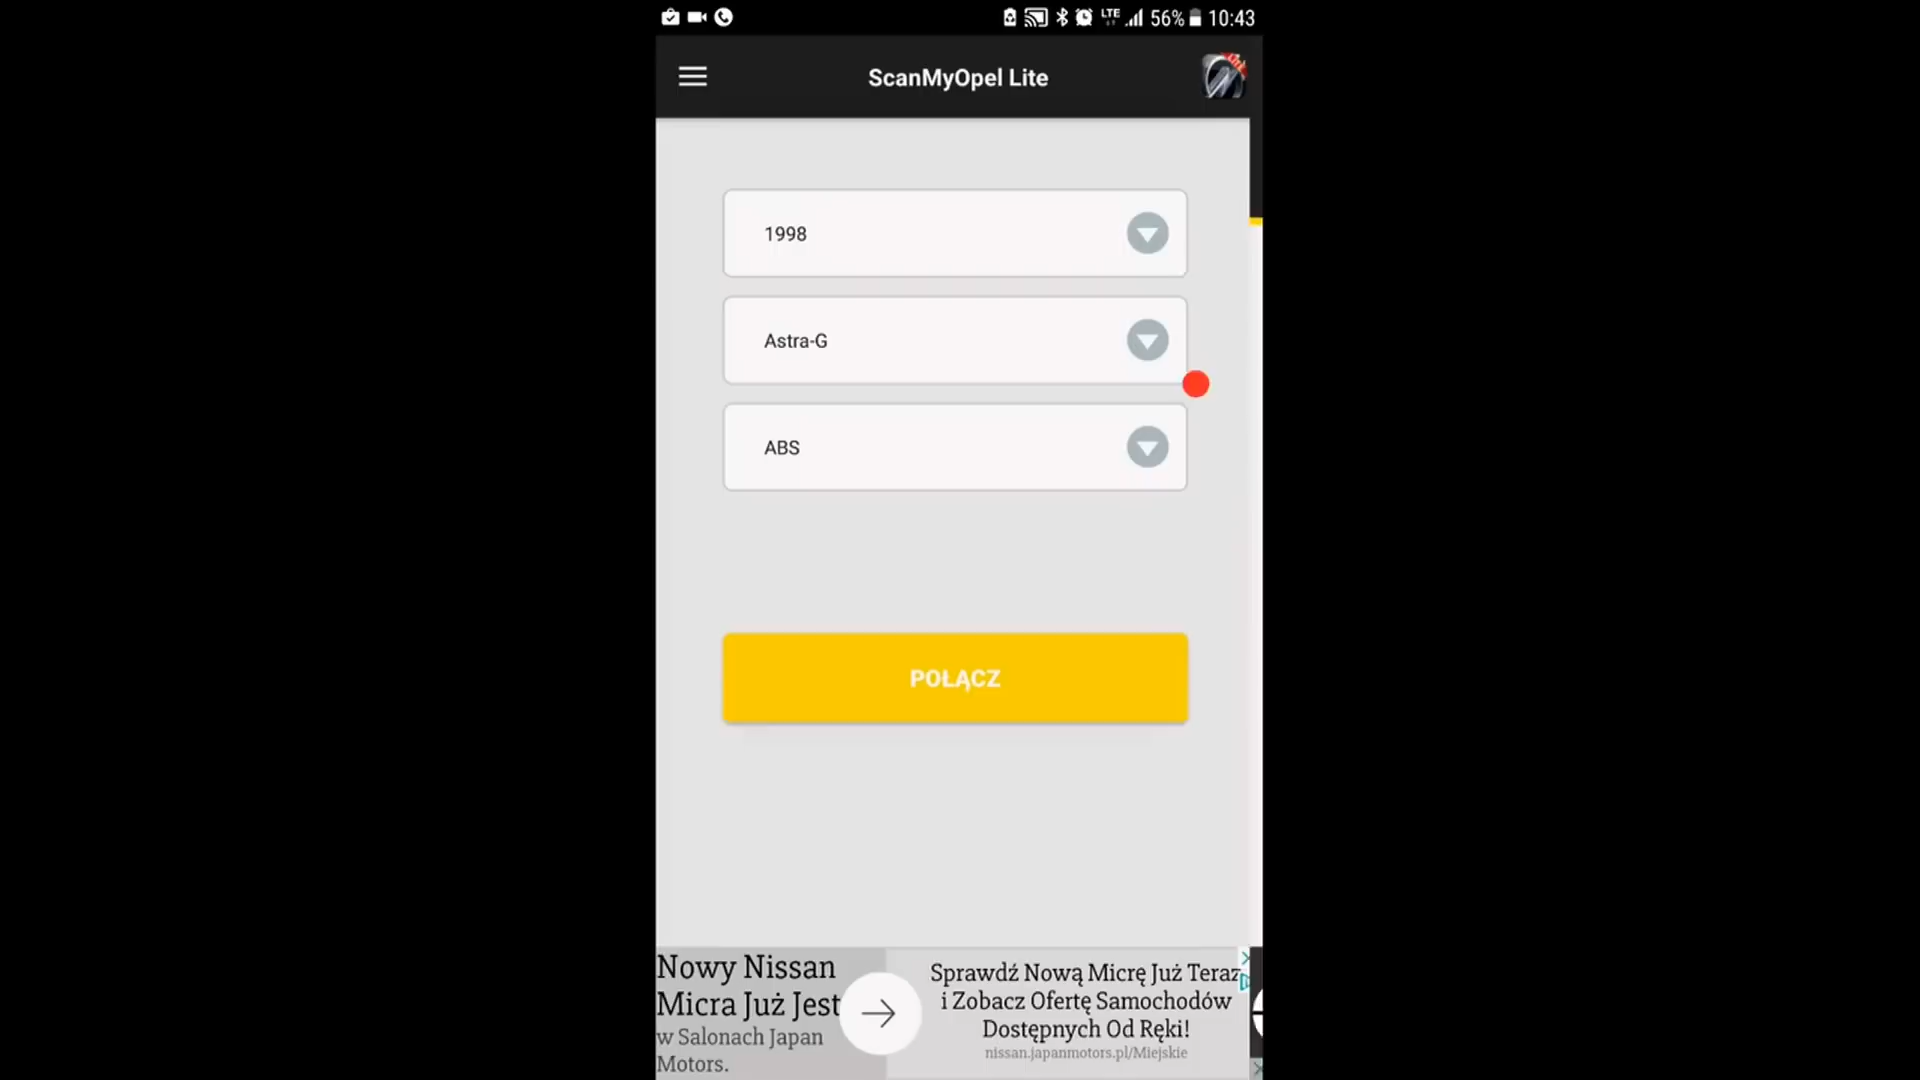 LTE 56% 10:43
ScanMyOpel Lite
1998
Astra-G
ABS
POŁĄCZ
Nowy Nissan
Micra Już Jest
w Salonach Japan
Motors.
Sprawdź Nową Micrę Już Teraz
i Zobacz Ofertę Samochodów
Dostępnych Od Ręki!
nissan.japanmotors.pl/Miejskie